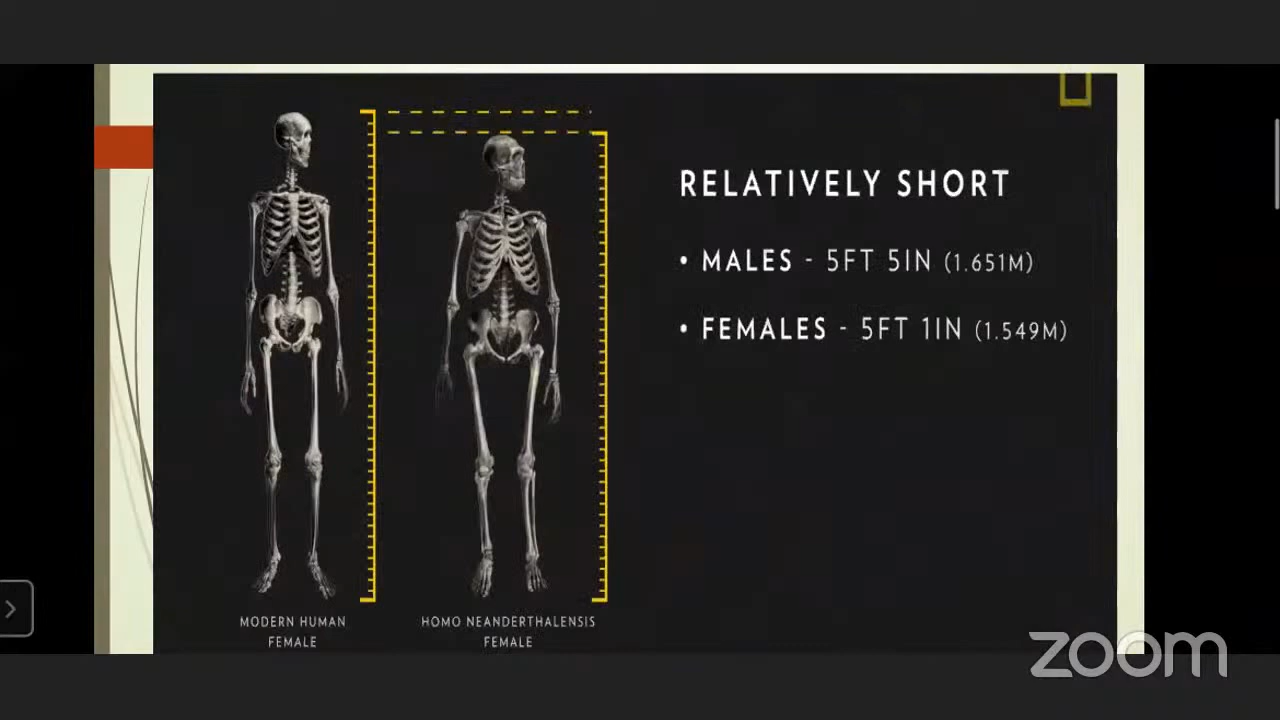 RELATIVELY SHORT
• MALES - 5FT 5IN (1.651M)
• FEMALES - 5FT 1IN (1.549M)
MODERN HUMAN
FEMALE
HOMO NEANDERTHALENSIS
FEMALE
zoom